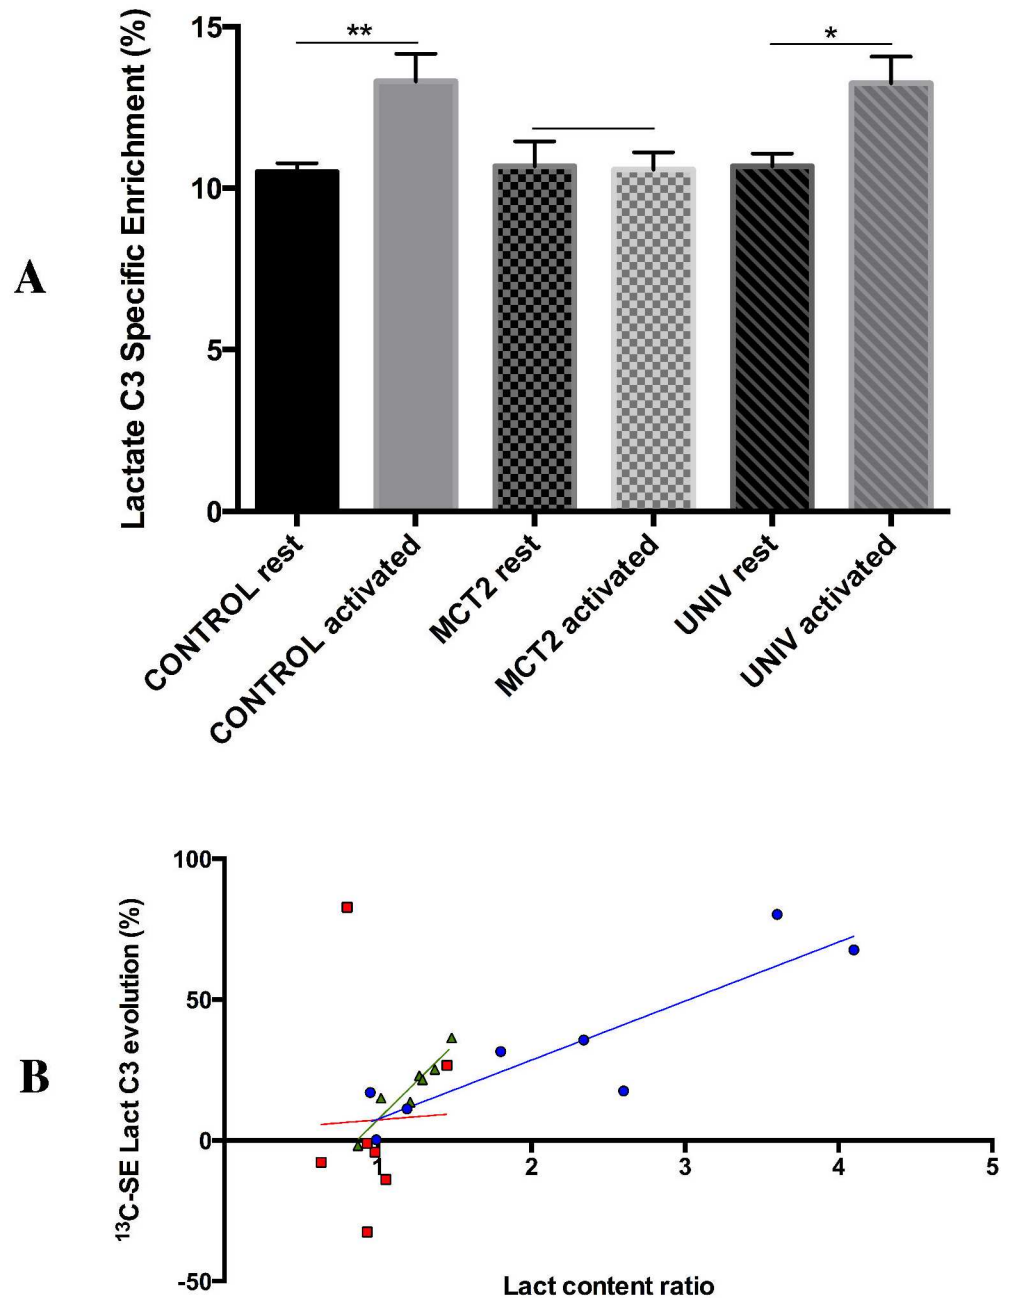 A
Lactate C3 Specific Enrichment (%)
15
10
5
0
**
*
CONTROL rest
CONTROL activated
MCT2 rest
MCT2 activated
UNIV rest
UNIV activated
B
¹³C-SE Lact C3 evolution (%)
100
50
0
-50
1
2
3
4
5
Lact content ratio